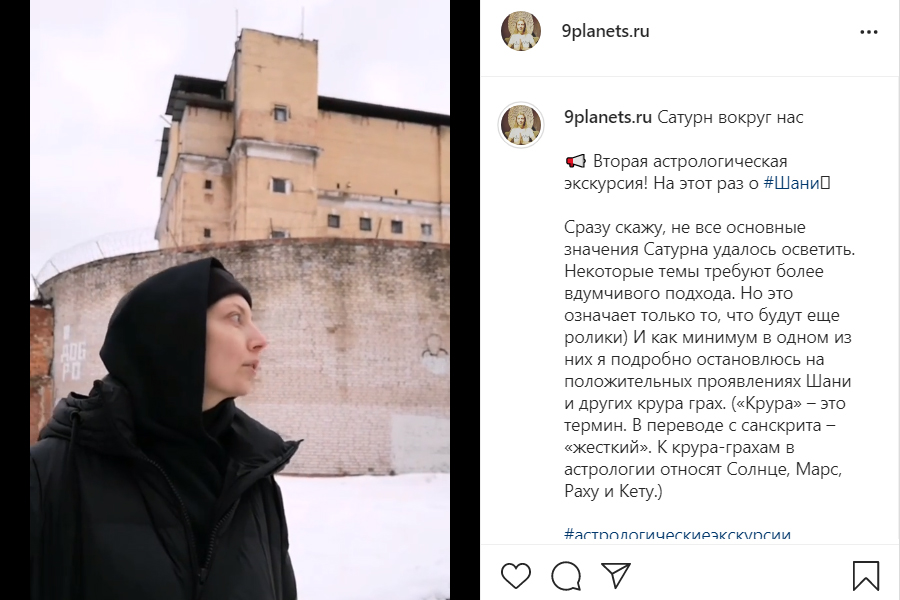 9planets.ru
9planets.ru Сатурн вокруг нас
Вторая астрологическая
экскурсия! На этот раз о #Шани
Сразу скажу, не все основные
значения Сатурна удалось осветить.
Некоторые темы требуют более
вдумчивого подхода. Но это
означает только то, что будут еще
ролики) И как минимум в одном из
них я подробно остановлюсь на
положительных проявлениях Шани
и других крура грах. («Крура» – это
термин. В переводе с санскрита –
«жесткий». К крура-грахам в
астрологии относят Солнце, Марс,
Раху и Кету.)
#астрологическиеэкскурсии
ДОБ
РО